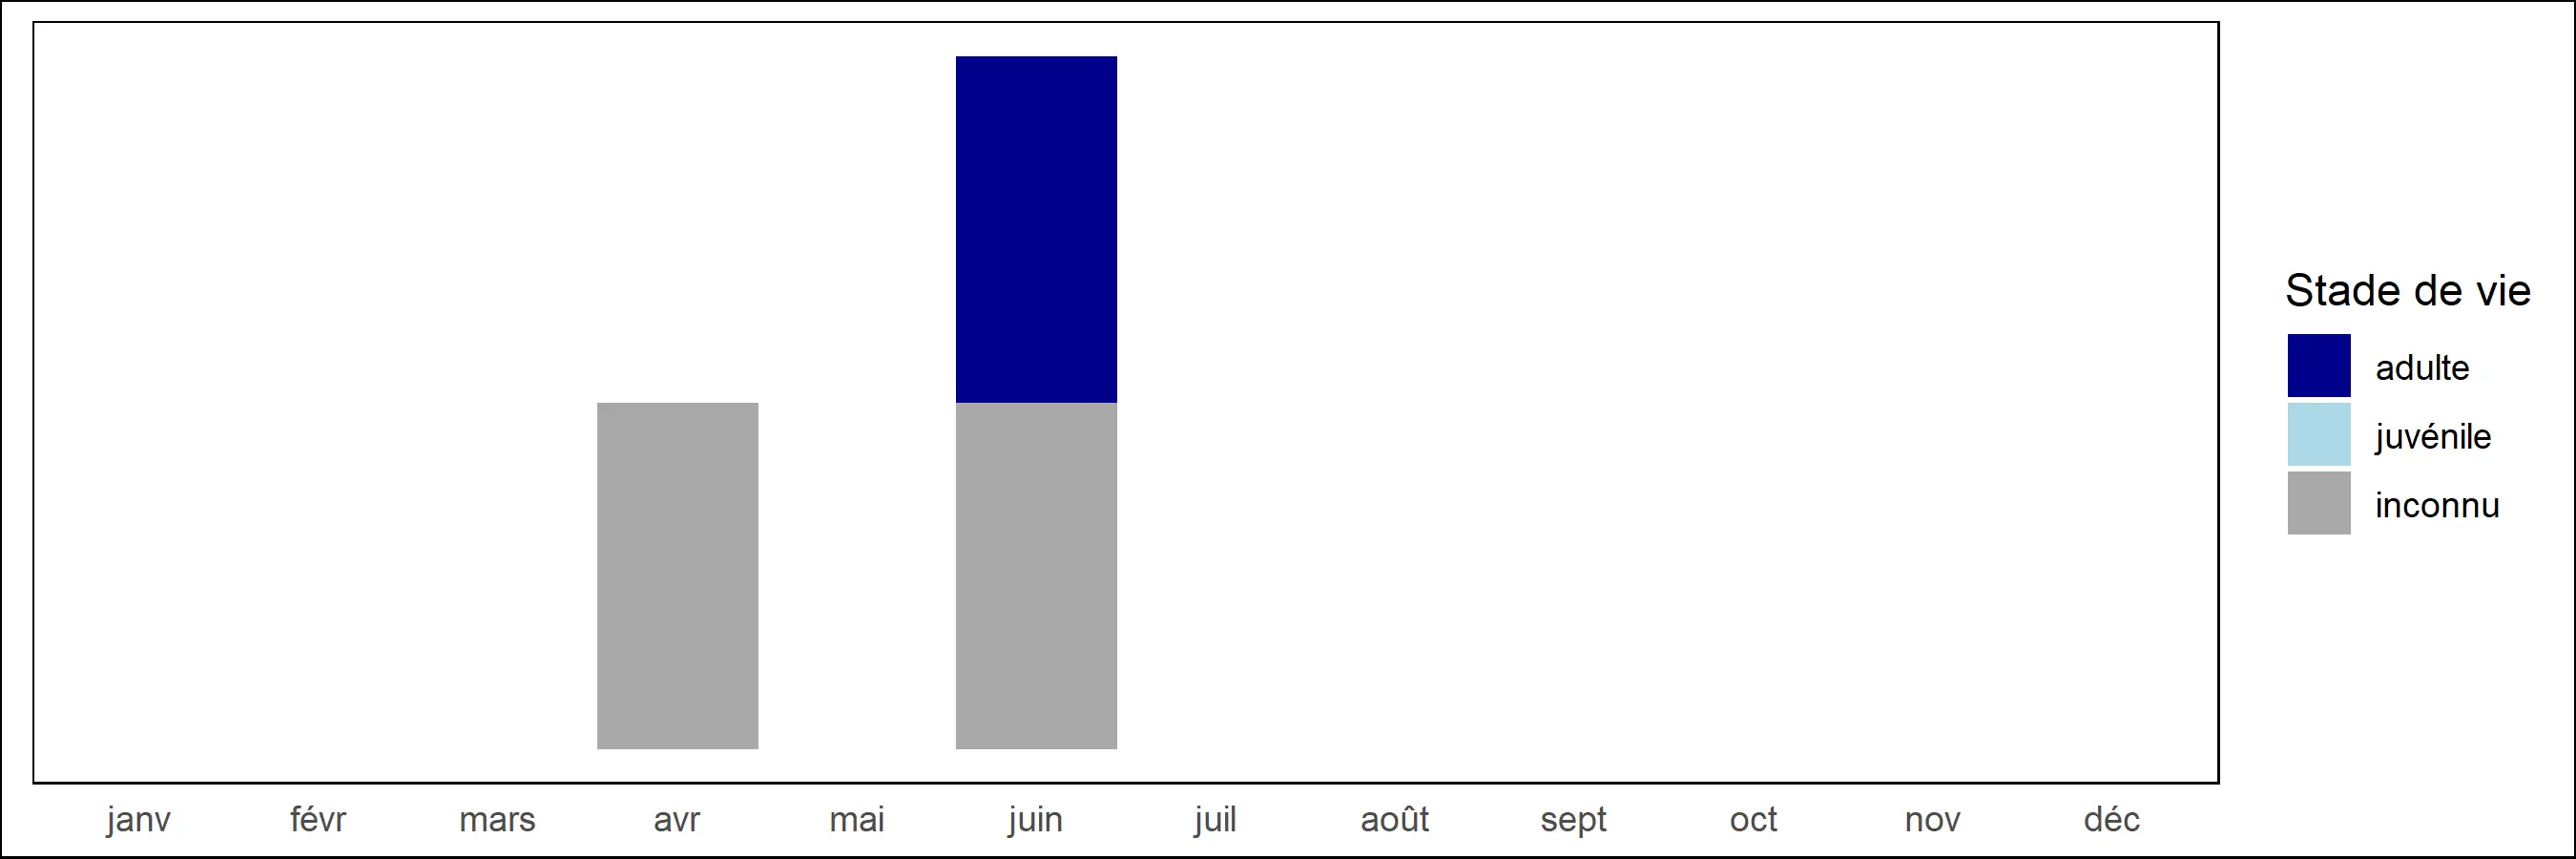 Stade de vie
adulte
juvénile
inconnu
janv févr mars avr mai juin juil août sept oct nov déc